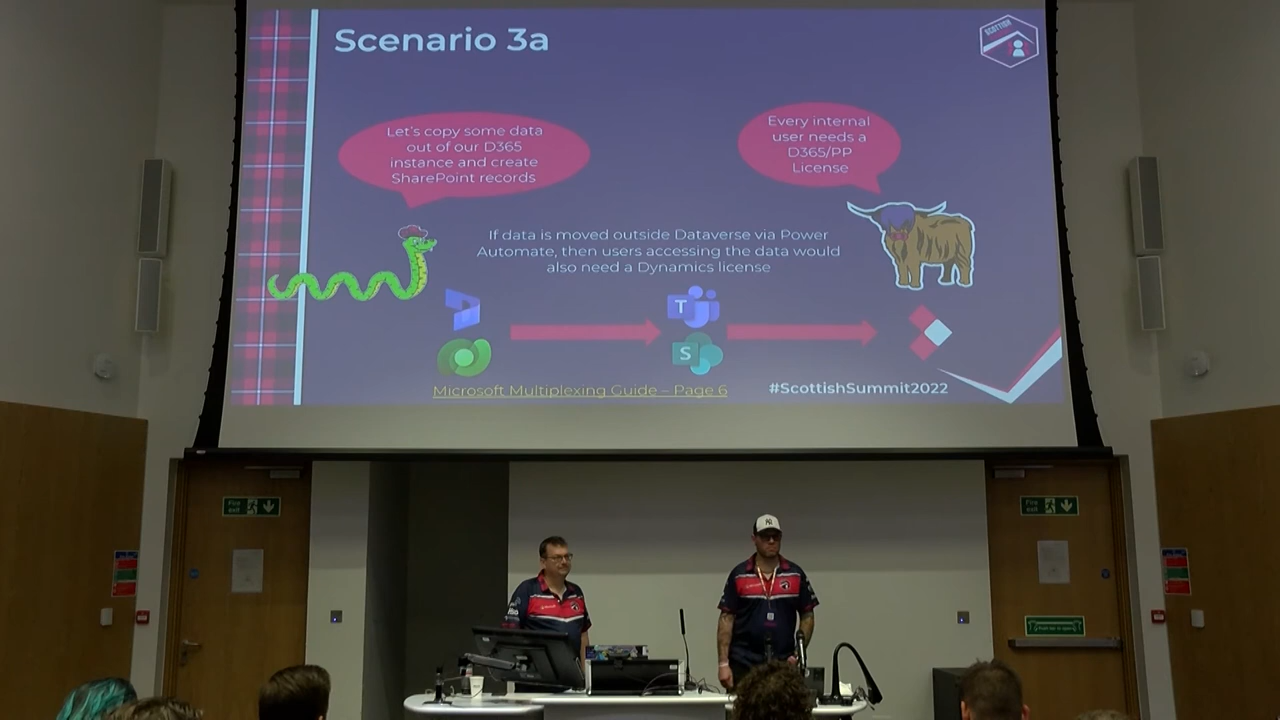 Scenario 3a
SCOTTISH
Let's copy some data
out of our D365
instance and create
SharePoint records
Every internal
user needs a
D365/PP
License
If data is moved outside Dataverse via Power
Automate, then users accessing the data would
also need a Dynamics license
T
S
Microsoft Multiplexing Guide – Page 6
#ScottishSummit2022
Fire
exit
Fire
exit